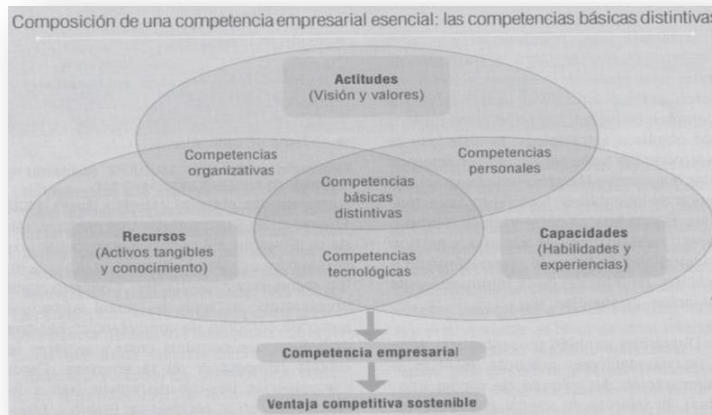 Composición de una competencia empresarial esencial: las competencias básicas distintivas
Actitudes
(Visión y valores)
Competencias
organizativas
Competencias
personales
Competencias
básicas
distintivas
Recursos
(Activos tangibles
y conocimiento)
Capacidades
(Habilidades y
experiencias)
Competencias
tecnológicas
Competencia empresarial
Ventaja competitiva sostenible